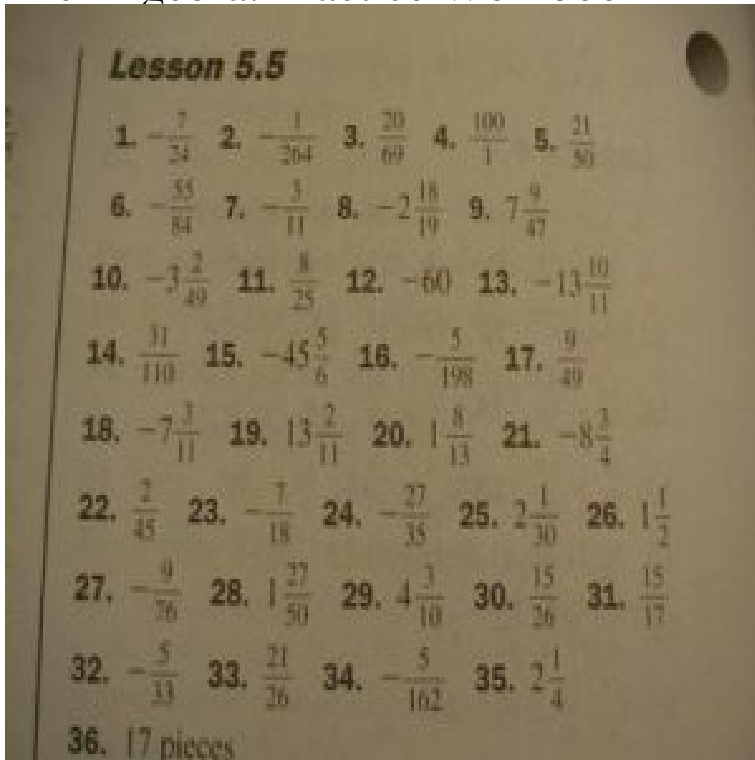 Lesson 5.5
1. -7/24 2. -1/264 3. 20/69 4. 100/1 5. 21/50
6. -55/84 7. 8. -2 18/19 9. 7 9/47
10. -3 2/49 11. 8/25 12. -60 13. -13 10/11
14. 31/110 15. -45 5/6 16. -5/198 17. 9/49
18. -7 3/11 19. 13 2/11 20. 1 8/13 21. -8 3/4
22. 2/45 23. -7/18 24. -27/35 25. 2 1/30 26. 1 1/2
27. -9/76 28. 1 27/50 29. 4 3/10 30. 15/26 31. 15/17
32. -5/33 33. 21/26 34. -5/162 35. 2 1/4
36. 17 pieces